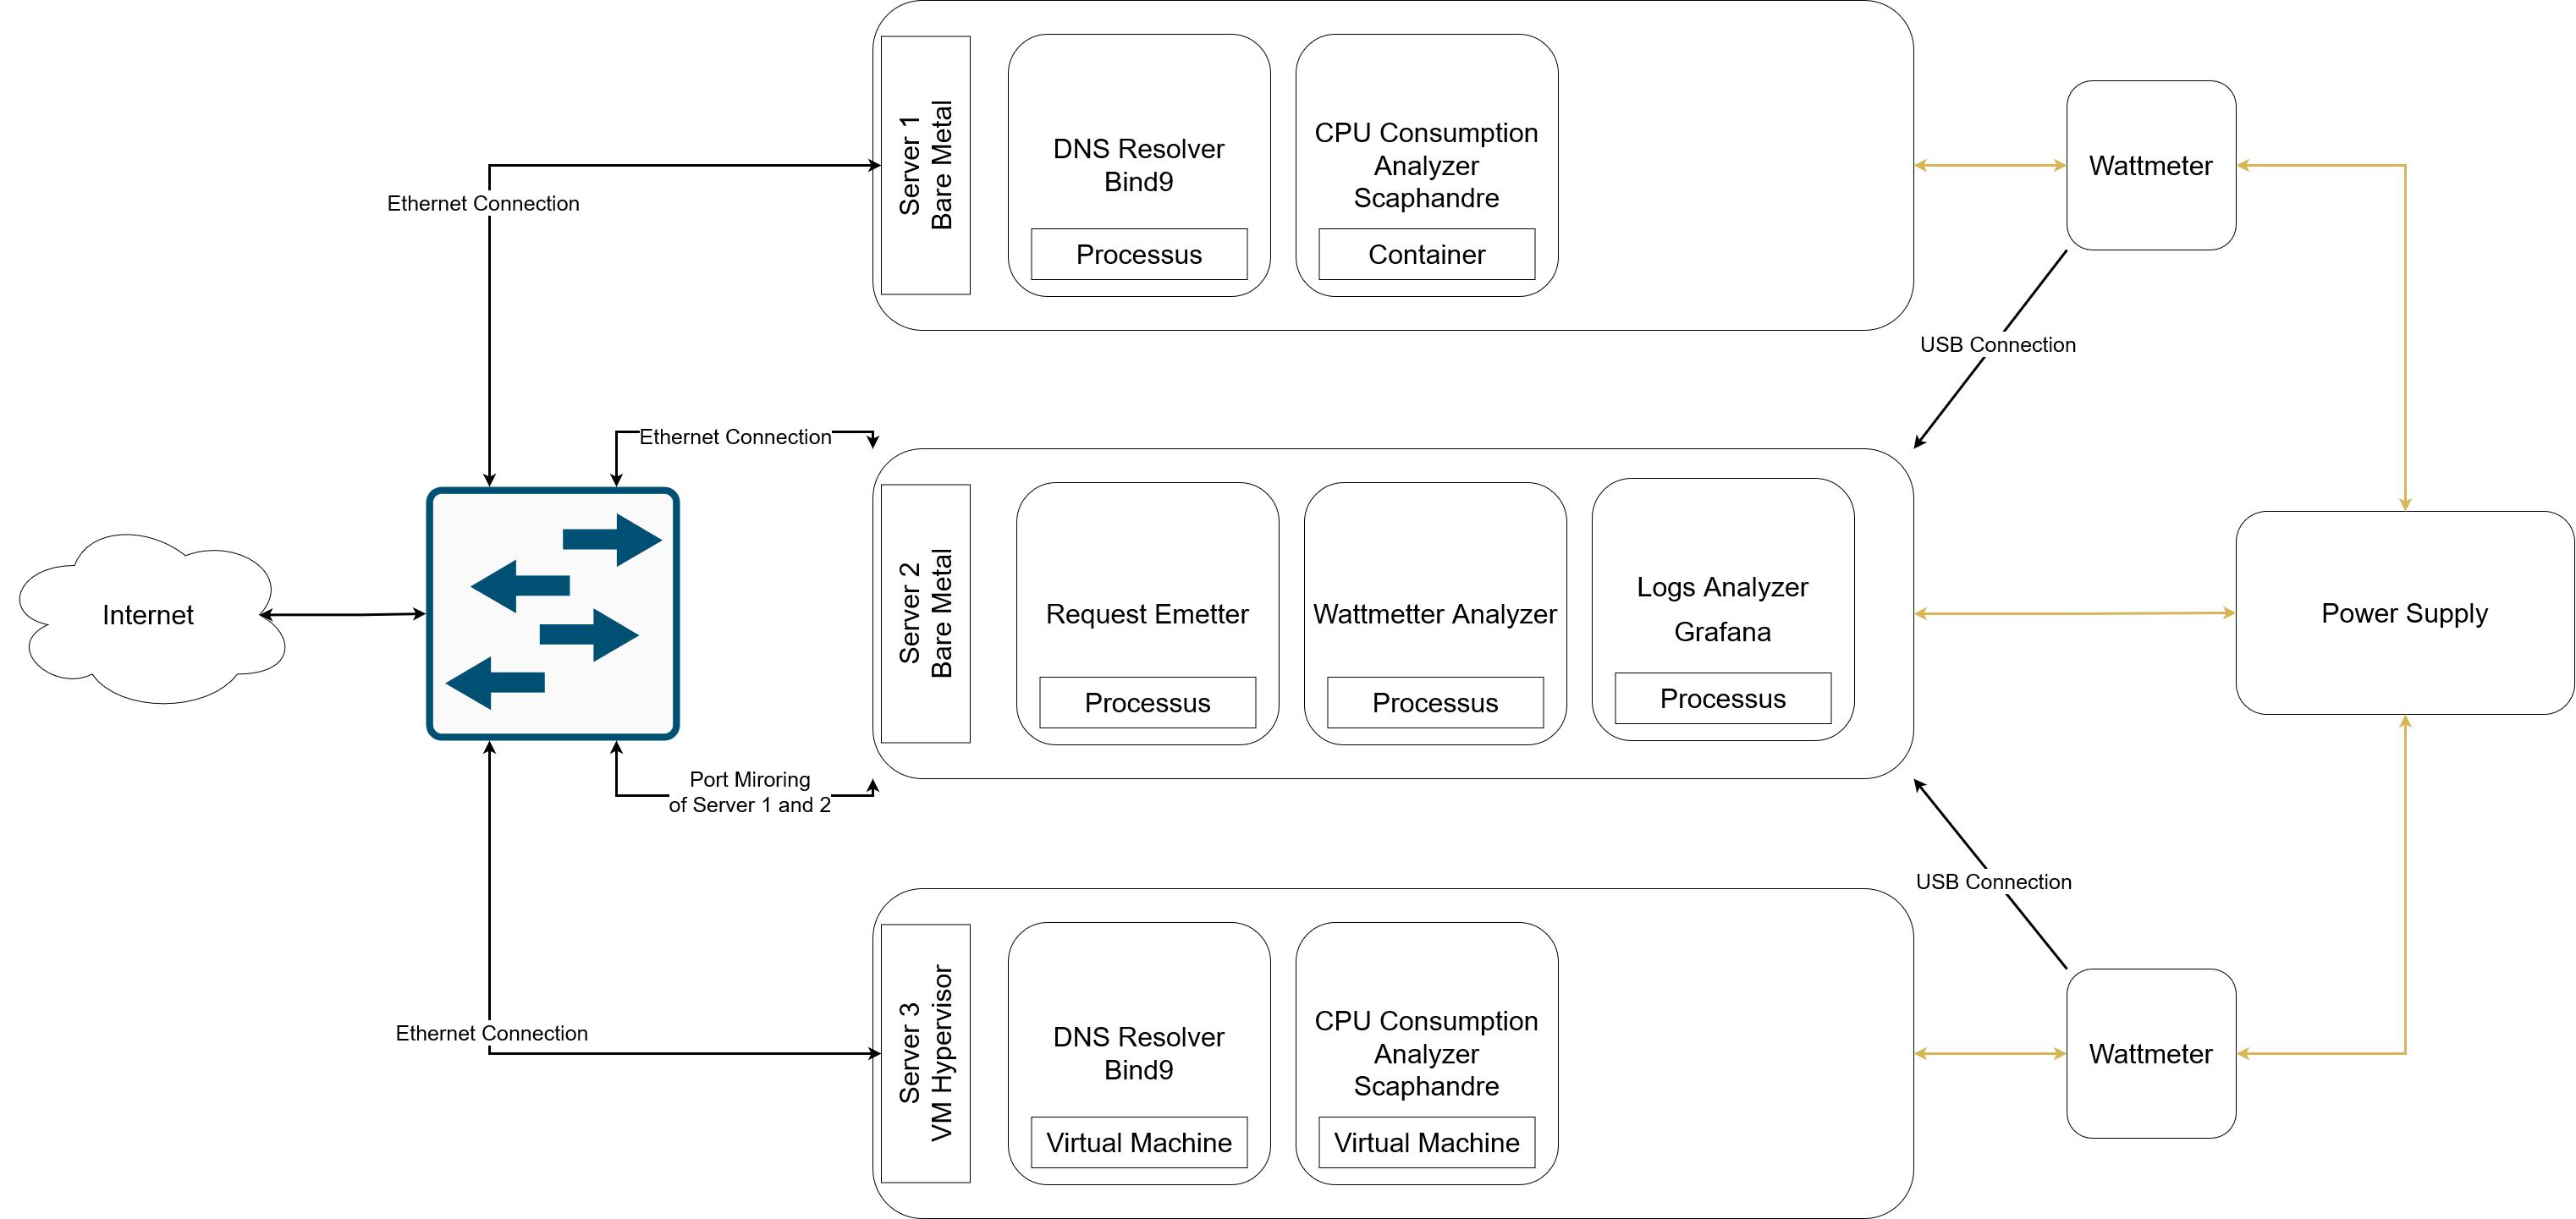 Server 1
Bare Metal
DNS Resolver
Bind9
Processus
CPU Consumption
Analyzer
Scaphandre
Container
Wattmeter
Ethernet Connection
USB Connection
Ethernet Connection
Internet
Server 2
Bare Metal
Request Emetter
Processus
Wattmetter Analyzer
Processus
Logs Analyzer
Grafana
Processus
Power Supply
Port Miroring
of Server 1 and 2
USB Connection
Ethernet Connection
Server 3
VM Hypervisor
DNS Resolver
Bind9
Virtual Machine
CPU Consumption
Analyzer
Scaphandre
Virtual Machine
Wattmeter